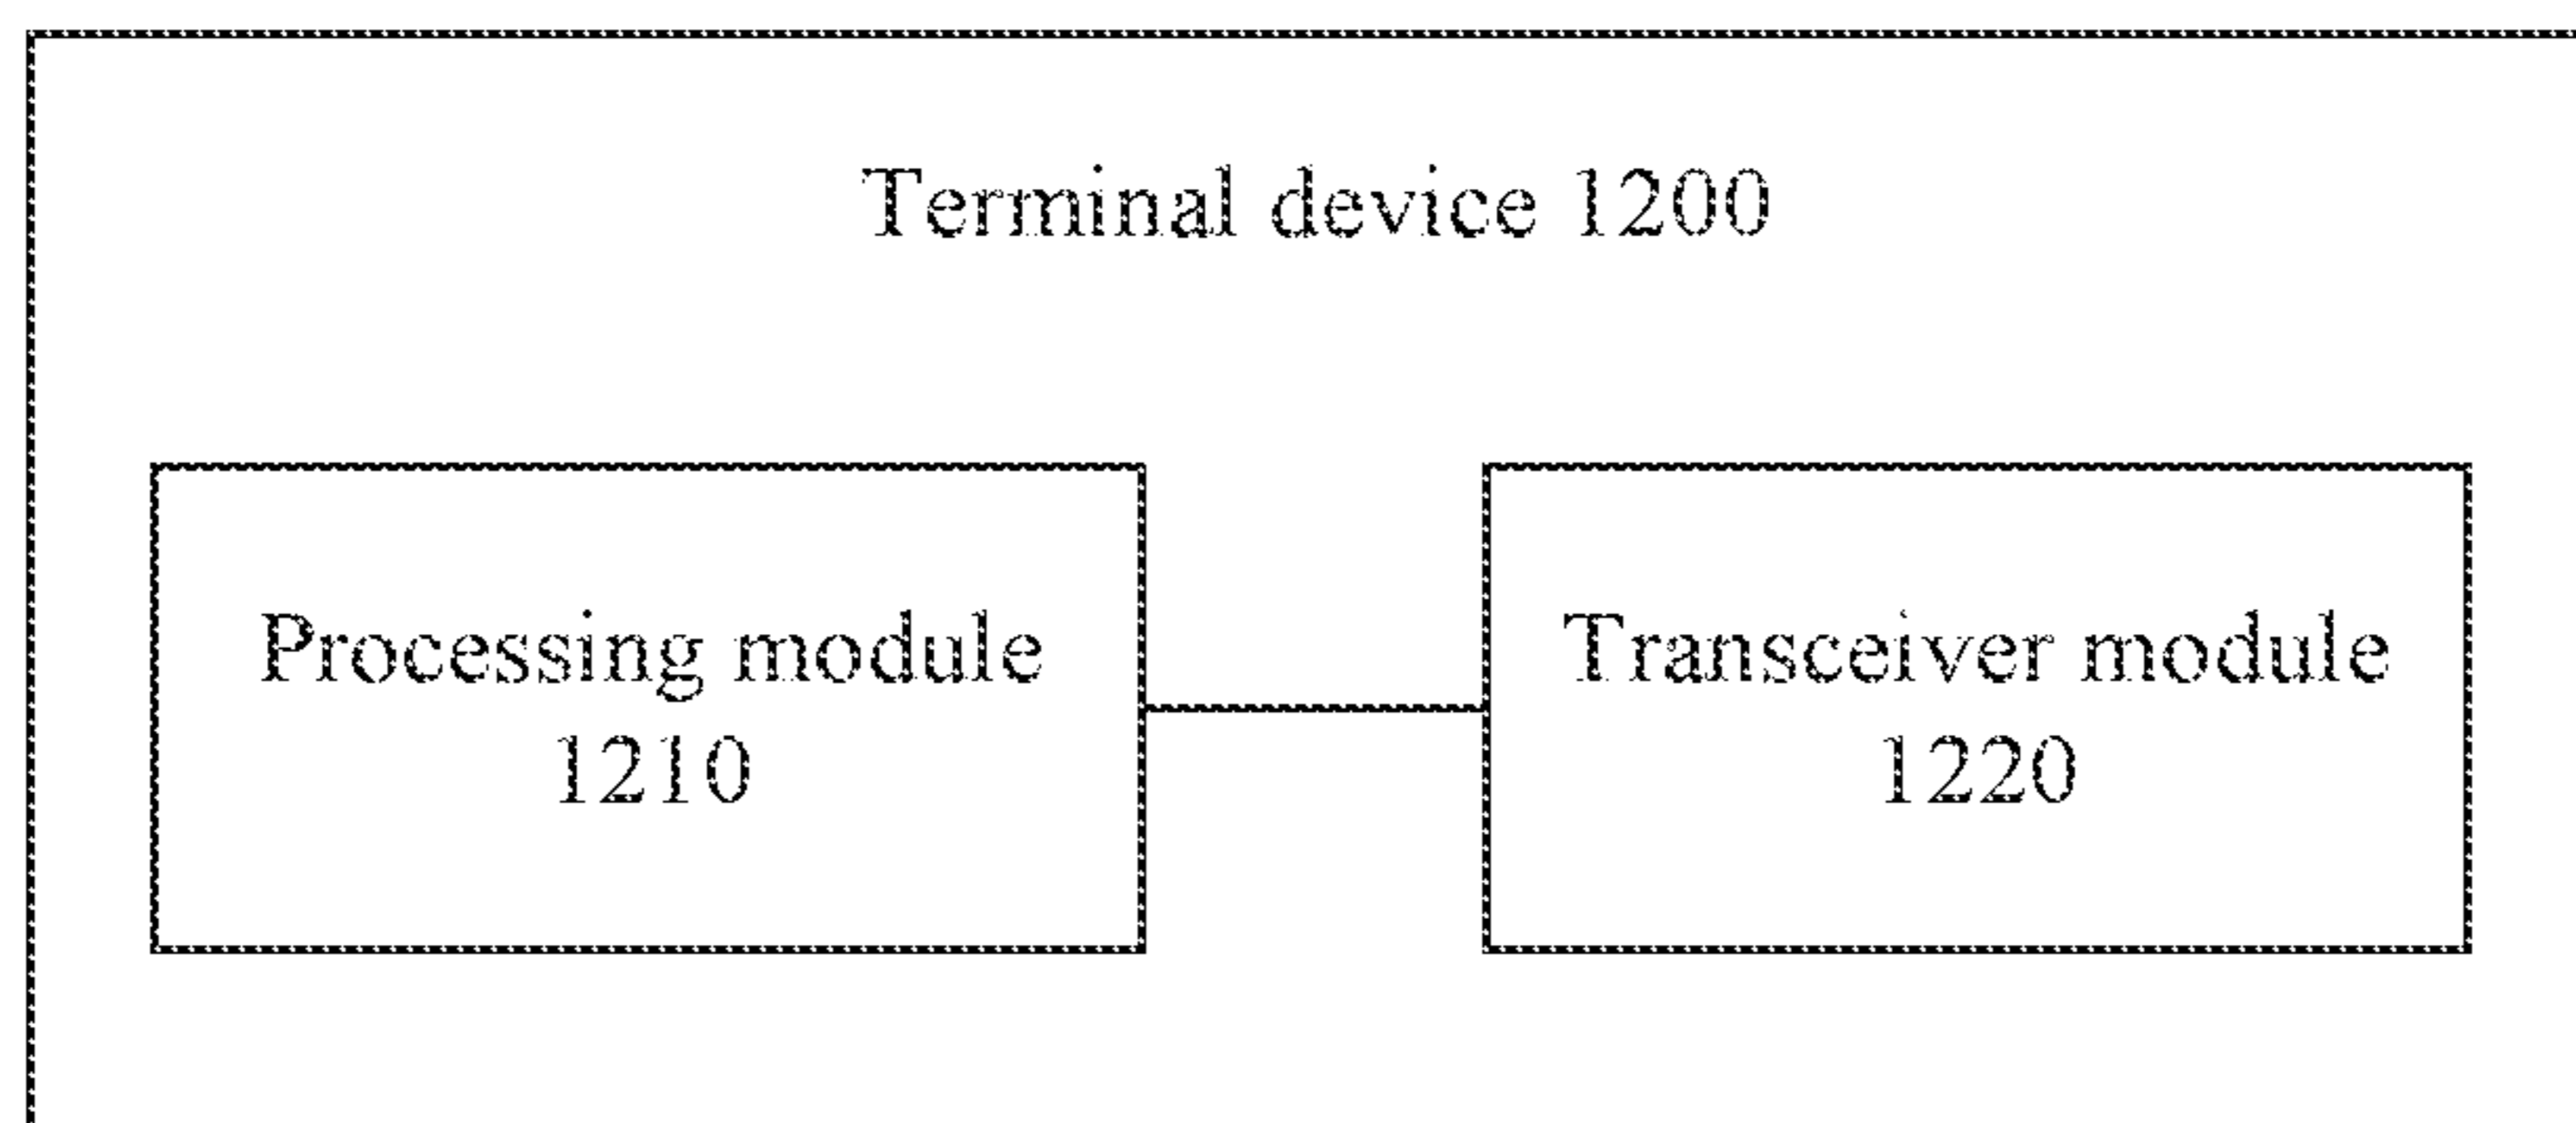 Terminal device 1200
Processing module
1210
Transceiver module
1220